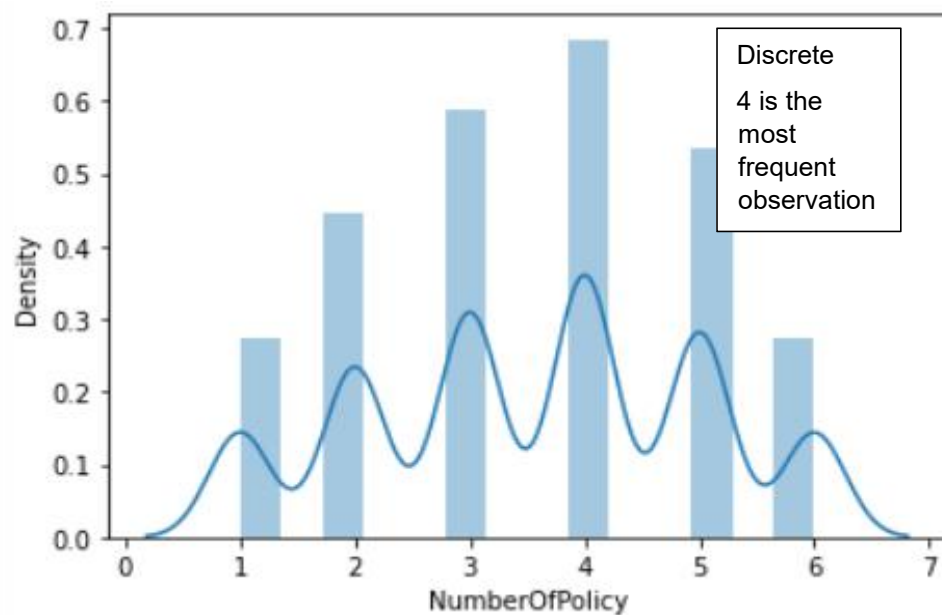 0.7
0.6
0.5
0.4
0.3
0.2
0.1
0.0
Density
Discrete
4 is the
most
frequent
observation
0 1 2 3 4 5 6 7
NumberOfPolicy